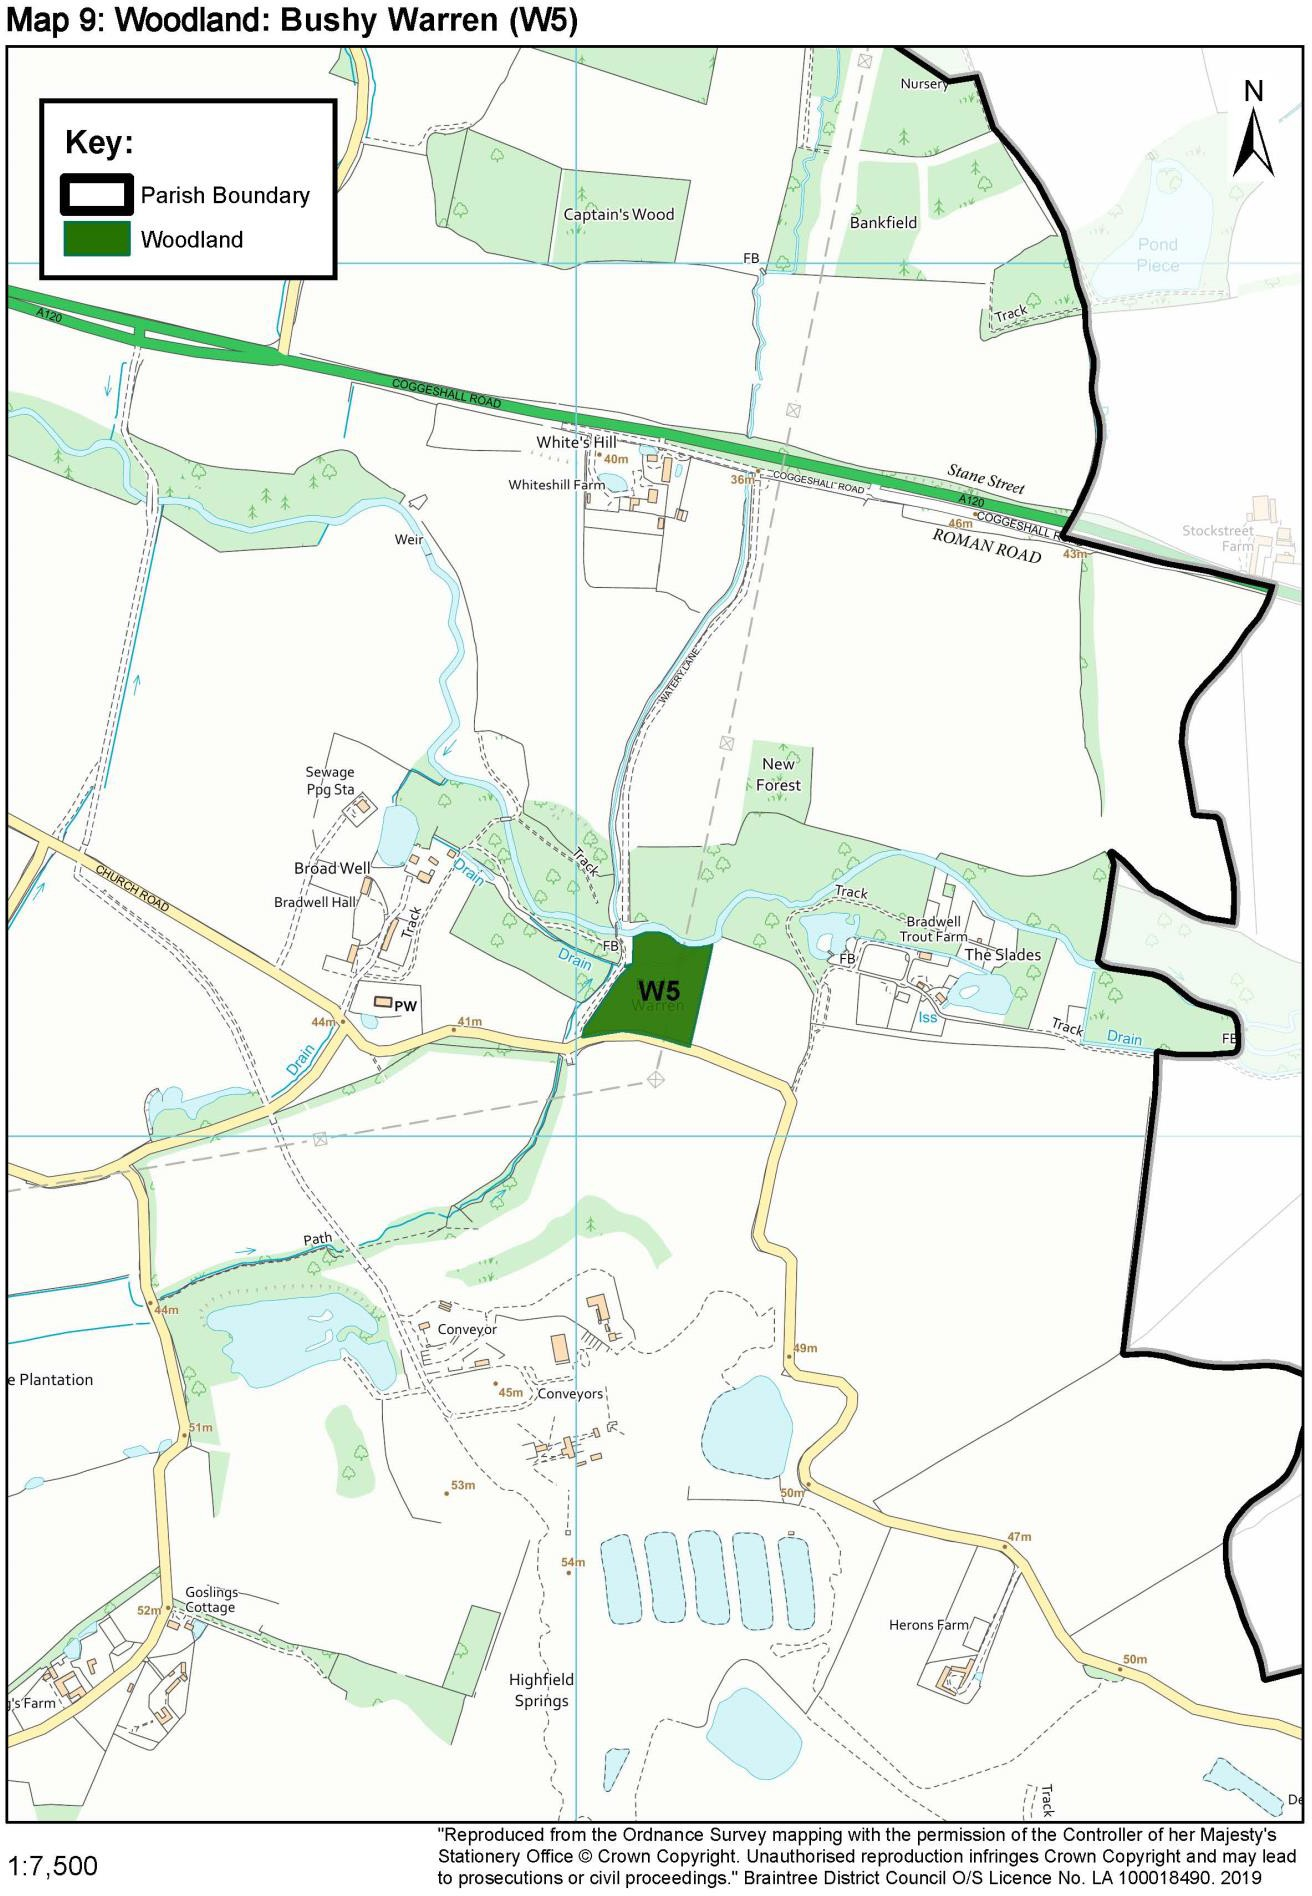 Map 9: Woodland: Bushy Warren (W5)
Key:
Parish Boundary
Woodland
N
Nursery
Captain's Wood
Bankfield
Pond
Piece
FB
Track
A120
COGGESHALL ROAD
White's Hill
40m
Whiteshill Farm
36m
COGGESHALL ROAD
Stane Street
A120
46m
COGGESHALL R
ROMAN ROAD
43m
Stockstreet
Farm
Weir
WATERY LANE
Sewage
Ppg Sta
New
Forest
Broad Well
Bradwell Hall
Drain
Track
Track
CHURCH ROAD
Track
Bradwell
Trout Farm
The Slades
FB
FB
Drain
W5
Warren
Iss
Track
Drain
FB
PW
44m
41m
Drain
Path
44m
Conveyor
e Plantation
45m
Conveyors
49m
51m
53m
50m
54m
47m
Goslings
Cottage
52m
Herons Farm
50m
Highfield
Springs
g's Farm
Track
De
1:7,500
"Reproduced from the Ordnance Survey mapping with the permission of the Controller of her Majesty's
Stationery Office © Crown Copyright. Unauthorised reproduction infringes Crown Copyright and may lead
to prosecutions or civil proceedings." Braintree District Council O/S Licence No. LA 100018490. 2019